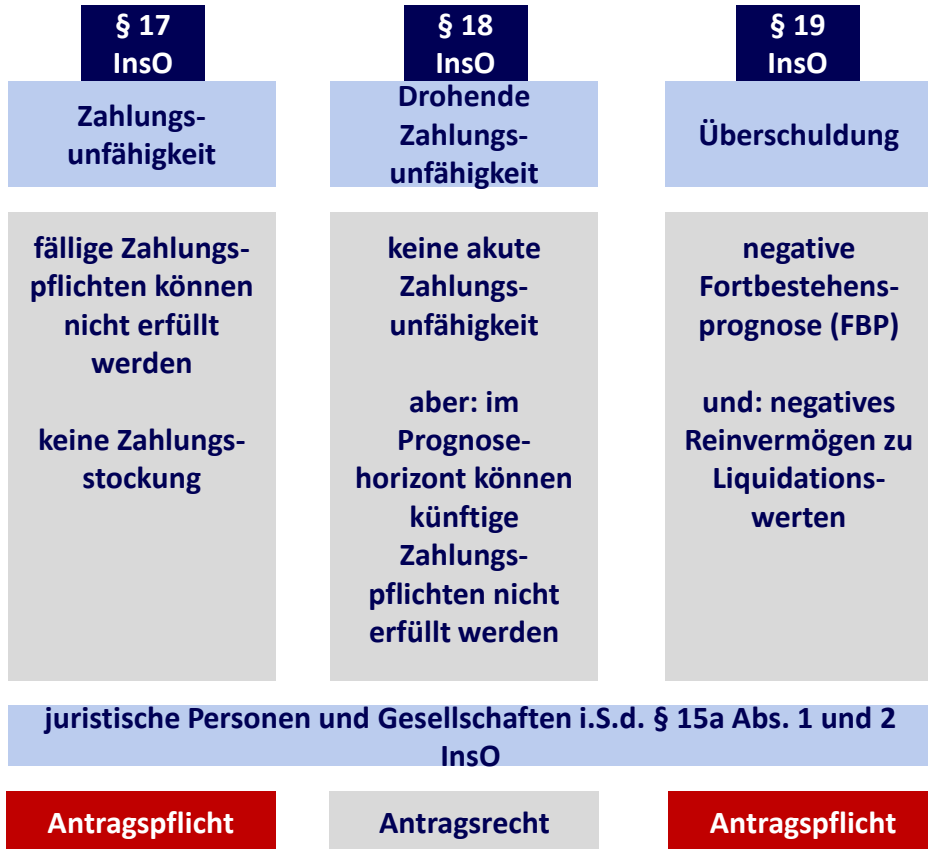 § 17
InsO
Zahlungs-
unfähigkeit
fällige Zahlungs-
pflichten können
nicht erfüllt
werden
keine Zahlungs-
stockung
§ 18
InsO
Drohende
Zahlungs-
unfähigkeit
keine akute
Zahlungs-
unfähigkeit
aber: im
Prognose-
horizont können
künftige
Zahlungs-
pflichten nicht
erfüllt werden
§ 19
InsO
Überschuldung
negative
Fortbestehens-
prognose (FBP)
und: negatives
Reinvermögen zu
Liquidations-
werten
juristische Personen und Gesellschaften i.S.d. § 15a Abs. 1 und 2
InsO
Antragspflicht
Antragsrecht
Antragspflicht